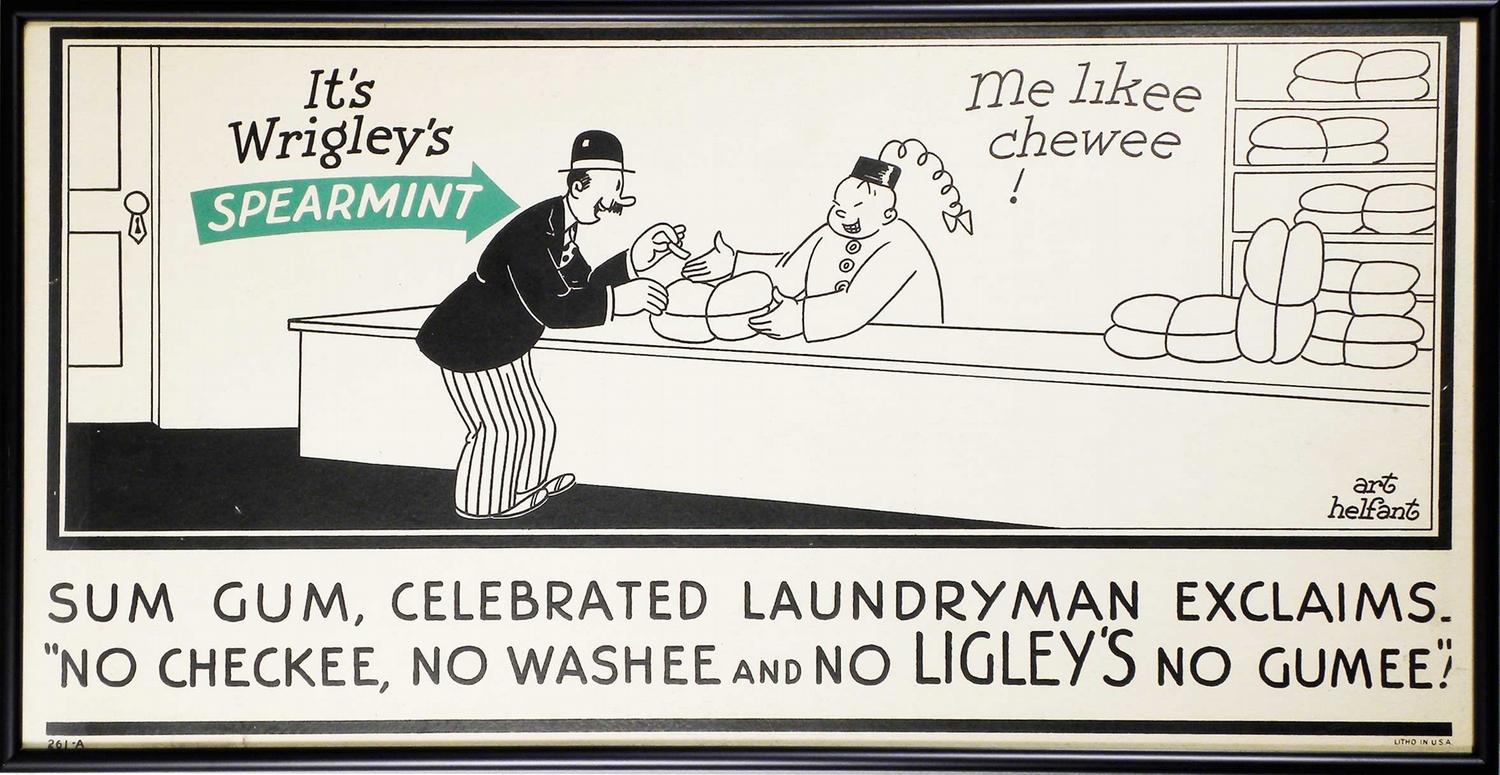 It's
Wrigley's
SPEARMINT
Me likee
chewee
!
art
helfant
SUM GUM, CELEBRATED LAUNDRYMAN EXCLAIMS-
"NO CHECKEE, NO WASHEE AND NO LIGLEY'S NO GUMEE"!
261-A
LITHO IN U.S.A.